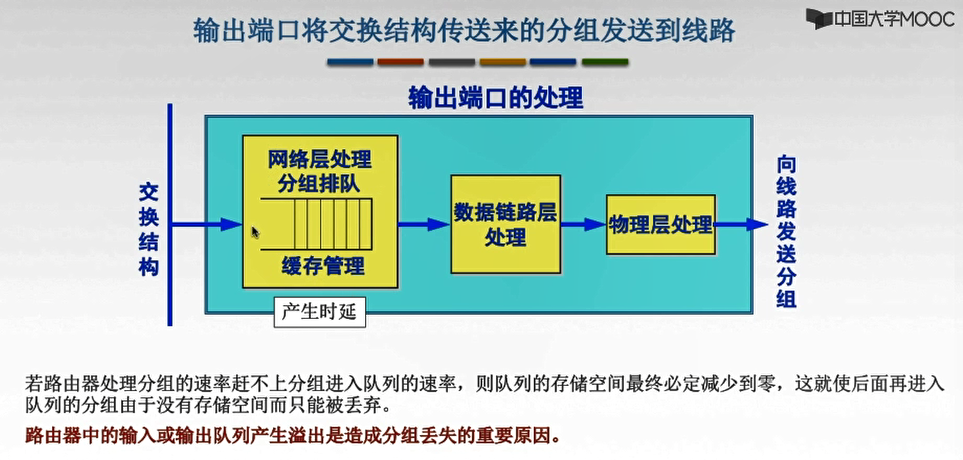 中国大学MOOC
输出端口将交换结构传送来的分组发送到线路
输出端口的处理
交换结构
网络层处理
分组排队
缓存管理
产生时延
数据链路层
处理
物理层处理
向线路发送分组
若路由器处理分组的速率赶不上分组进入队列的速率，则队列的存储空间最终必定减少到零，这就使后面再进入
队列的分组由于没有存储空间而只能被丢弃。
路由器中的输入或输出队列产生溢出是造成分组丢失的重要原因。